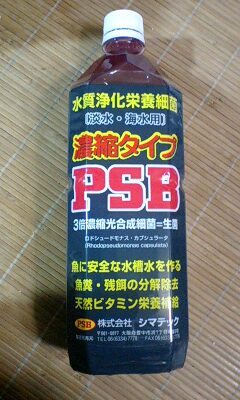 水質浄化栄養細菌
(淡水・海水用)
濃縮タイプ
PSB
3倍濃縮光合成細菌=生菌
ロドシュードモナス・カプシュラータ
(Rhodopseudomonas capsulata)
魚に安全な水槽水を作る
魚糞・残餌の分解除去
天然ビタミン栄養補給
PSB 株式会社 シマテック